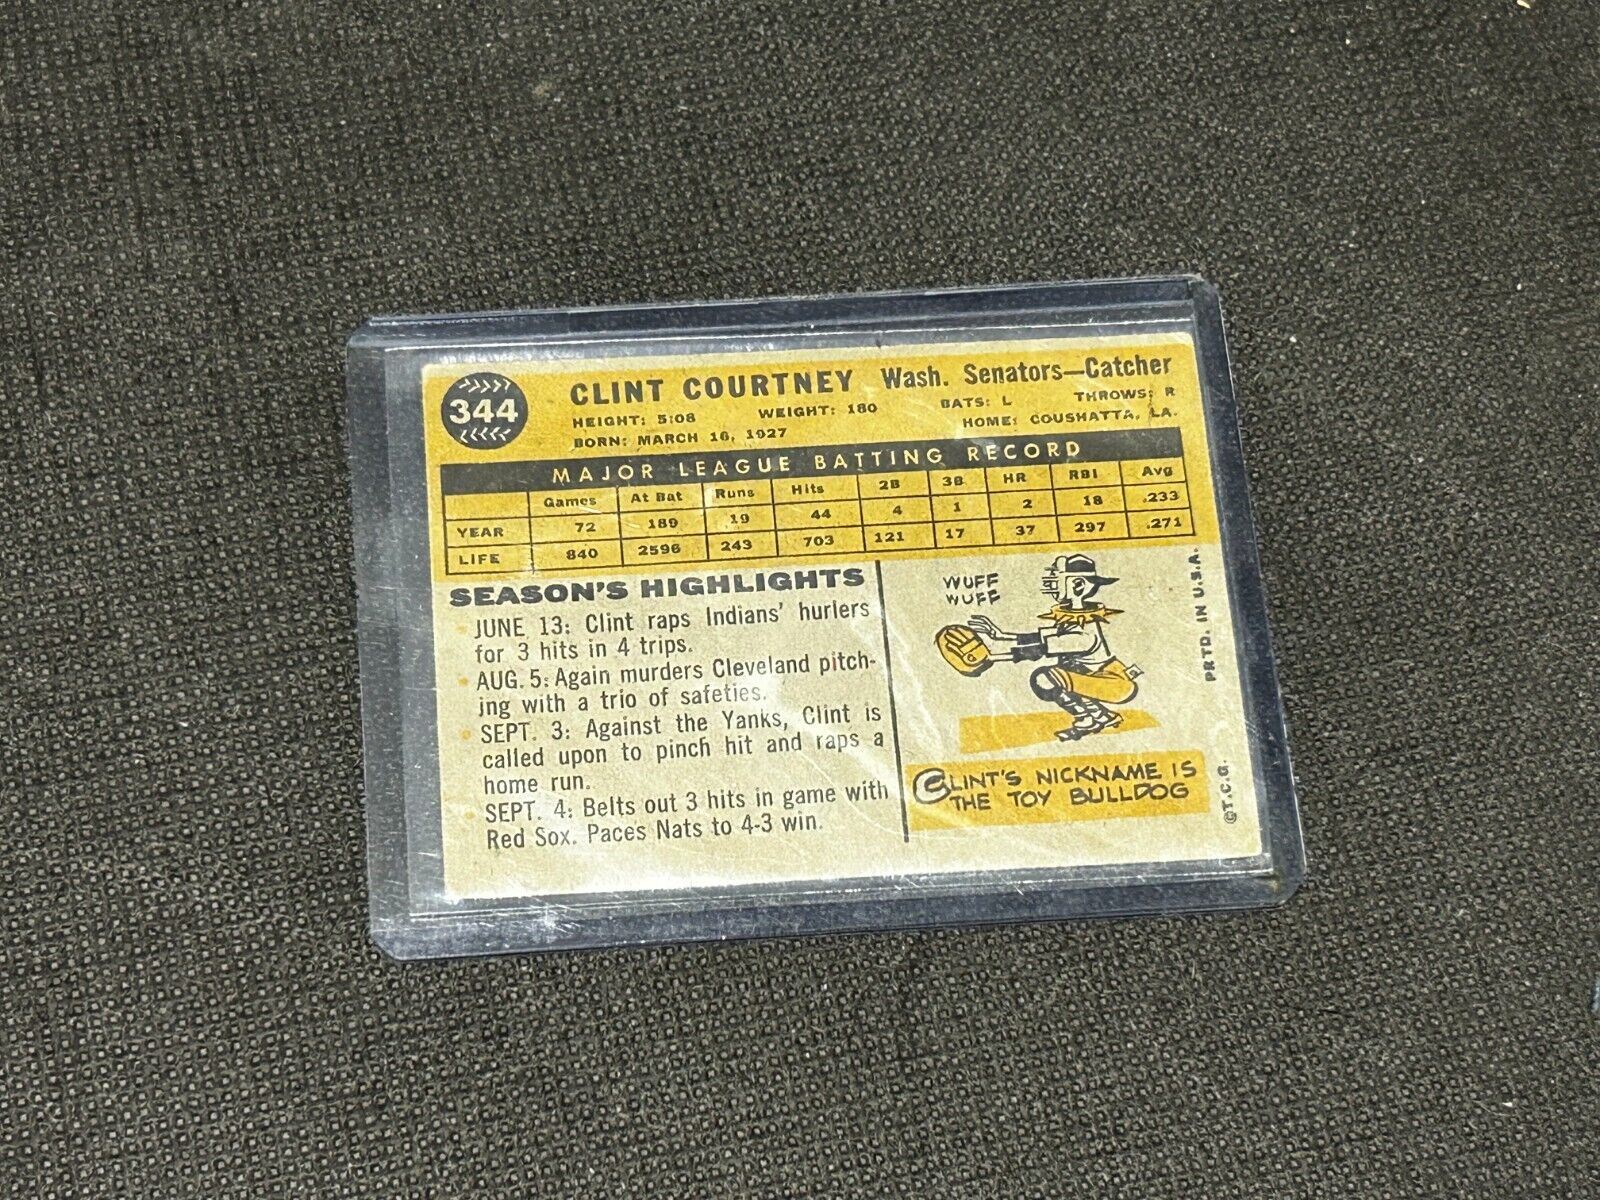 344
CLINT COURTNEY Wash. Senators—Catcher
HEIGHT: 5:08 WEIGHT: 180 BATS: L THROWS: R
BORN: MARCH 16, 1927 HOME: COUSHATTA, LA.
MAJOR LEAGUE BATTING RECORD
Games At Bat Runs Hits 2B 3B HR RBI Avg
YEAR 72 189 19 44 4 1 2 18 .233
LIFE 840 2596 243 703 121 17 37 297 .271
SEASON'S HIGHLIGHTS
JUNE 13: Clint raps Indians' hurlers
for 3 hits in 4 trips.
AUG. 5: Again murders Cleveland pitch-
ing with a trio of safeties.
SEPT. 3: Against the Yanks, Clint is
called upon to pinch hit and raps a
home run.
SEPT. 4: Belts out 3 hits in game with
Red Sox. Paces Nats to 4-3 win.
WUFF
WUFF
CLINT'S NICKNAME IS
THE TOY BULLDOG
©T.C.G. PRTD. IN U.S.A.